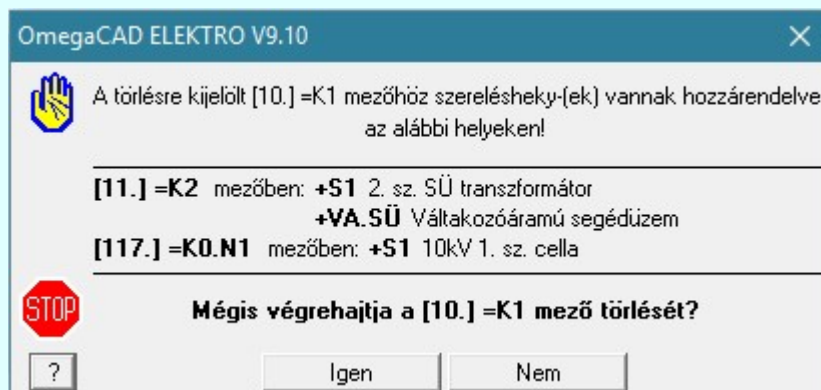 OmegaCAD ELEKTRO V9.10
A törlésre kijelölt [10.] =K1 mezőhöz szerelésheky-(ek) vannak hozzárendelve
az alábbi helyeken!
[11.] =K2 mezőben: +S1 2. sz. SÜ transzformátor
+VA.SÜ Váltakozóáramú segédüzem
[117.] =K0.N1 mezőben: +S1 10kV 1. sz. cella
STOP
Mégis végrehajtja a [10.] =K1 mező törlését?
?
Igen
Nem